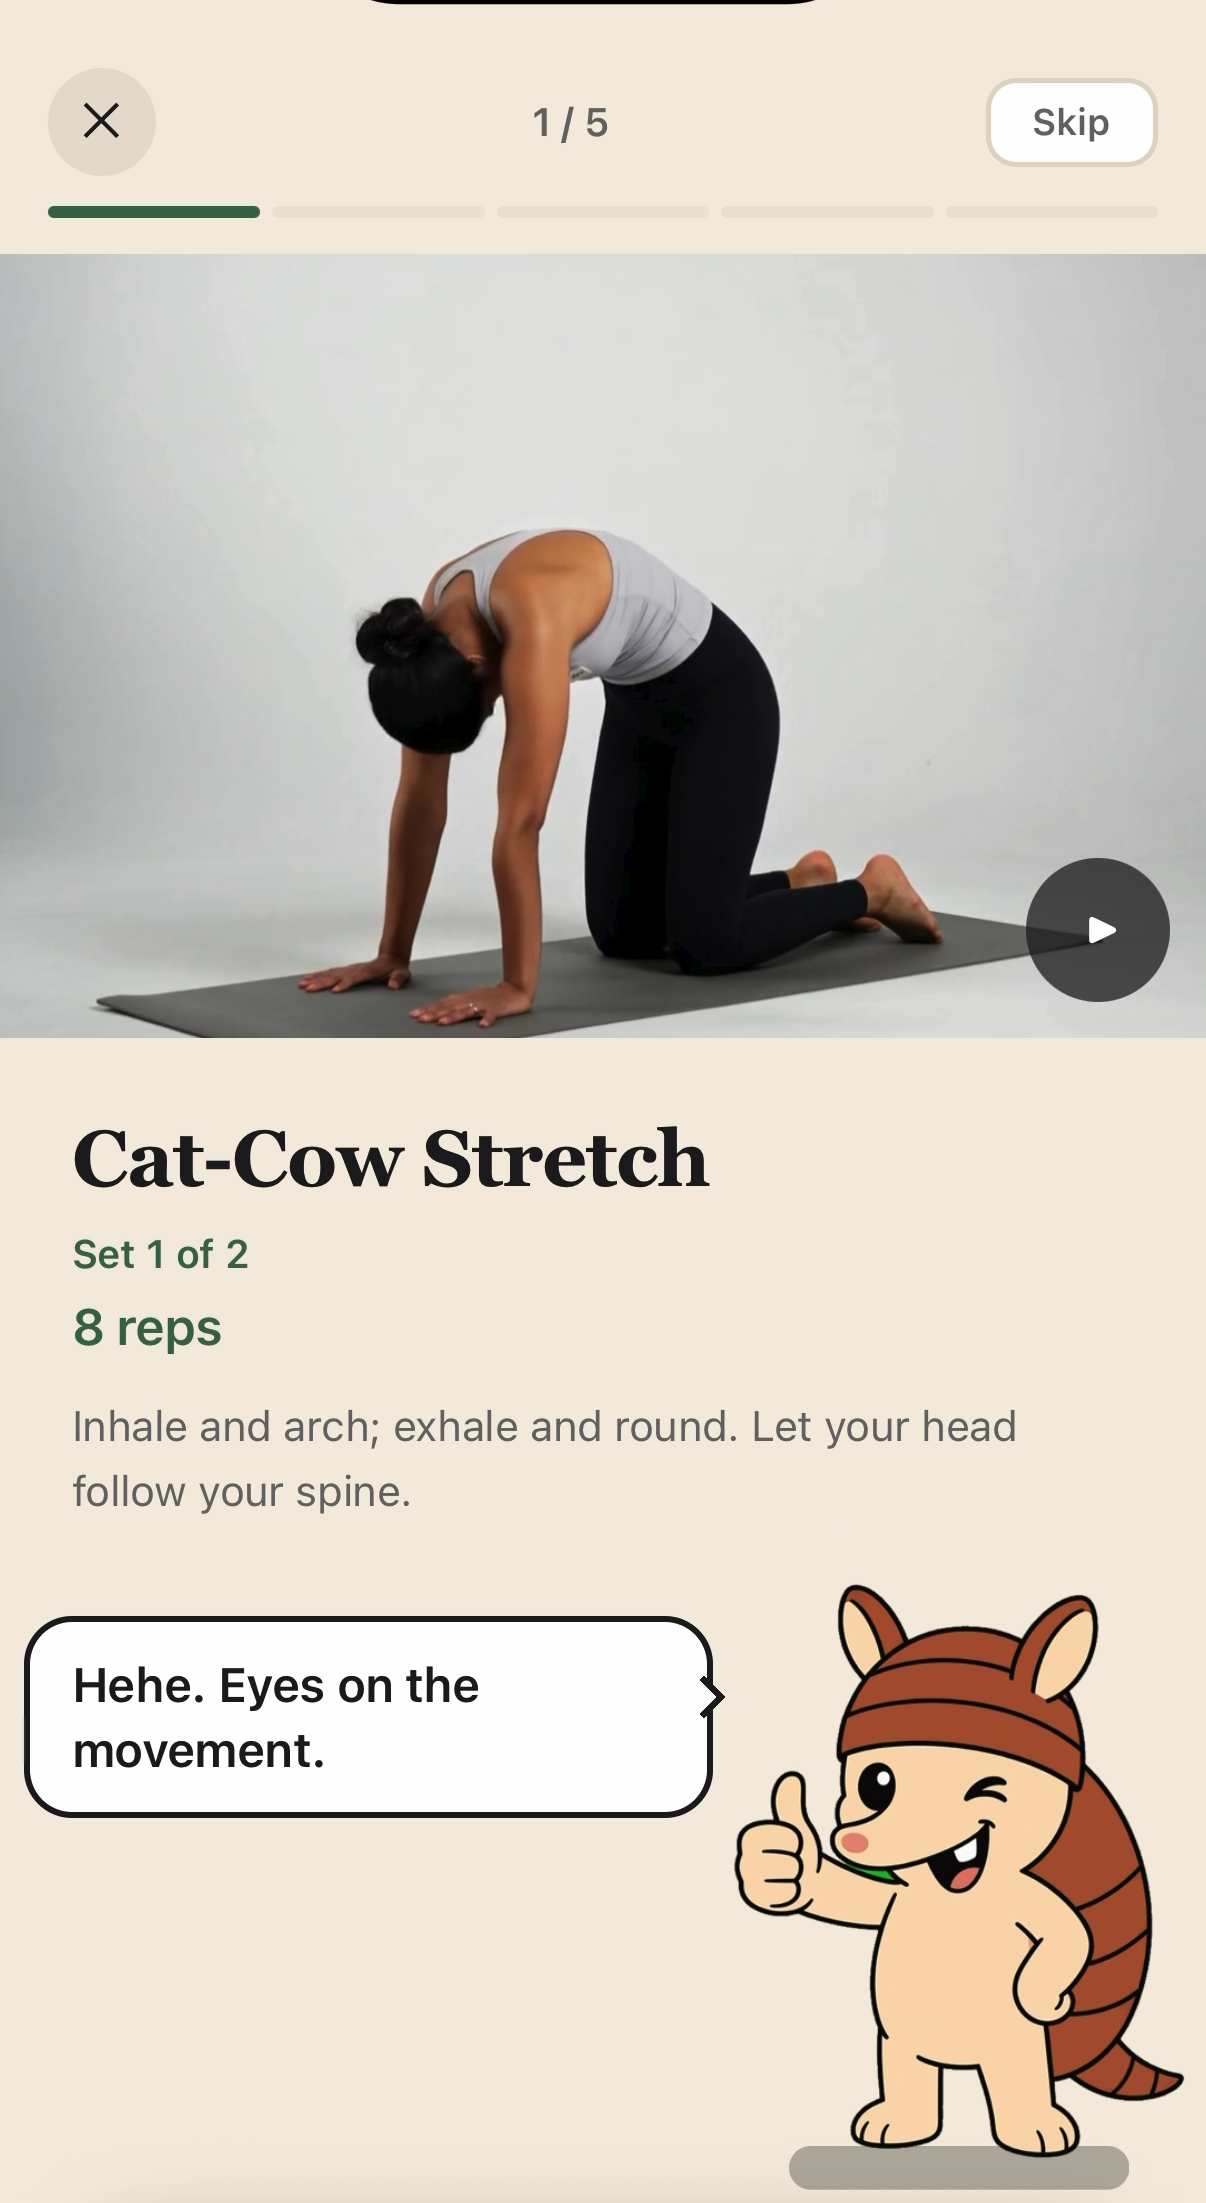 1 / 5
Skip
Cat-Cow Stretch
Set 1 of 2
8 reps
Inhale and arch; exhale and round. Let your head
follow your spine.
Hehe. Eyes on the
movement.